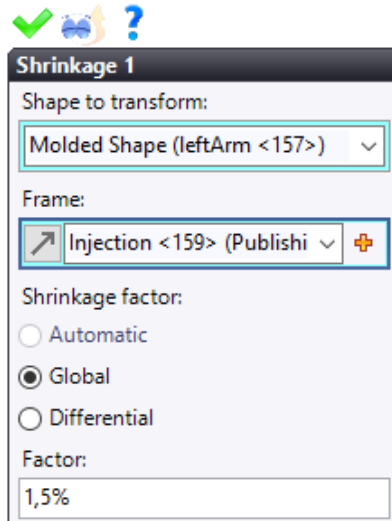 ?
Shrinkage 1
Shape to transform:
Molded Shape (leftArm <157>)
Frame:
Injection <159> (Publishi
Shrinkage factor:
Automatic
Global
Differential
Factor:
1,5%